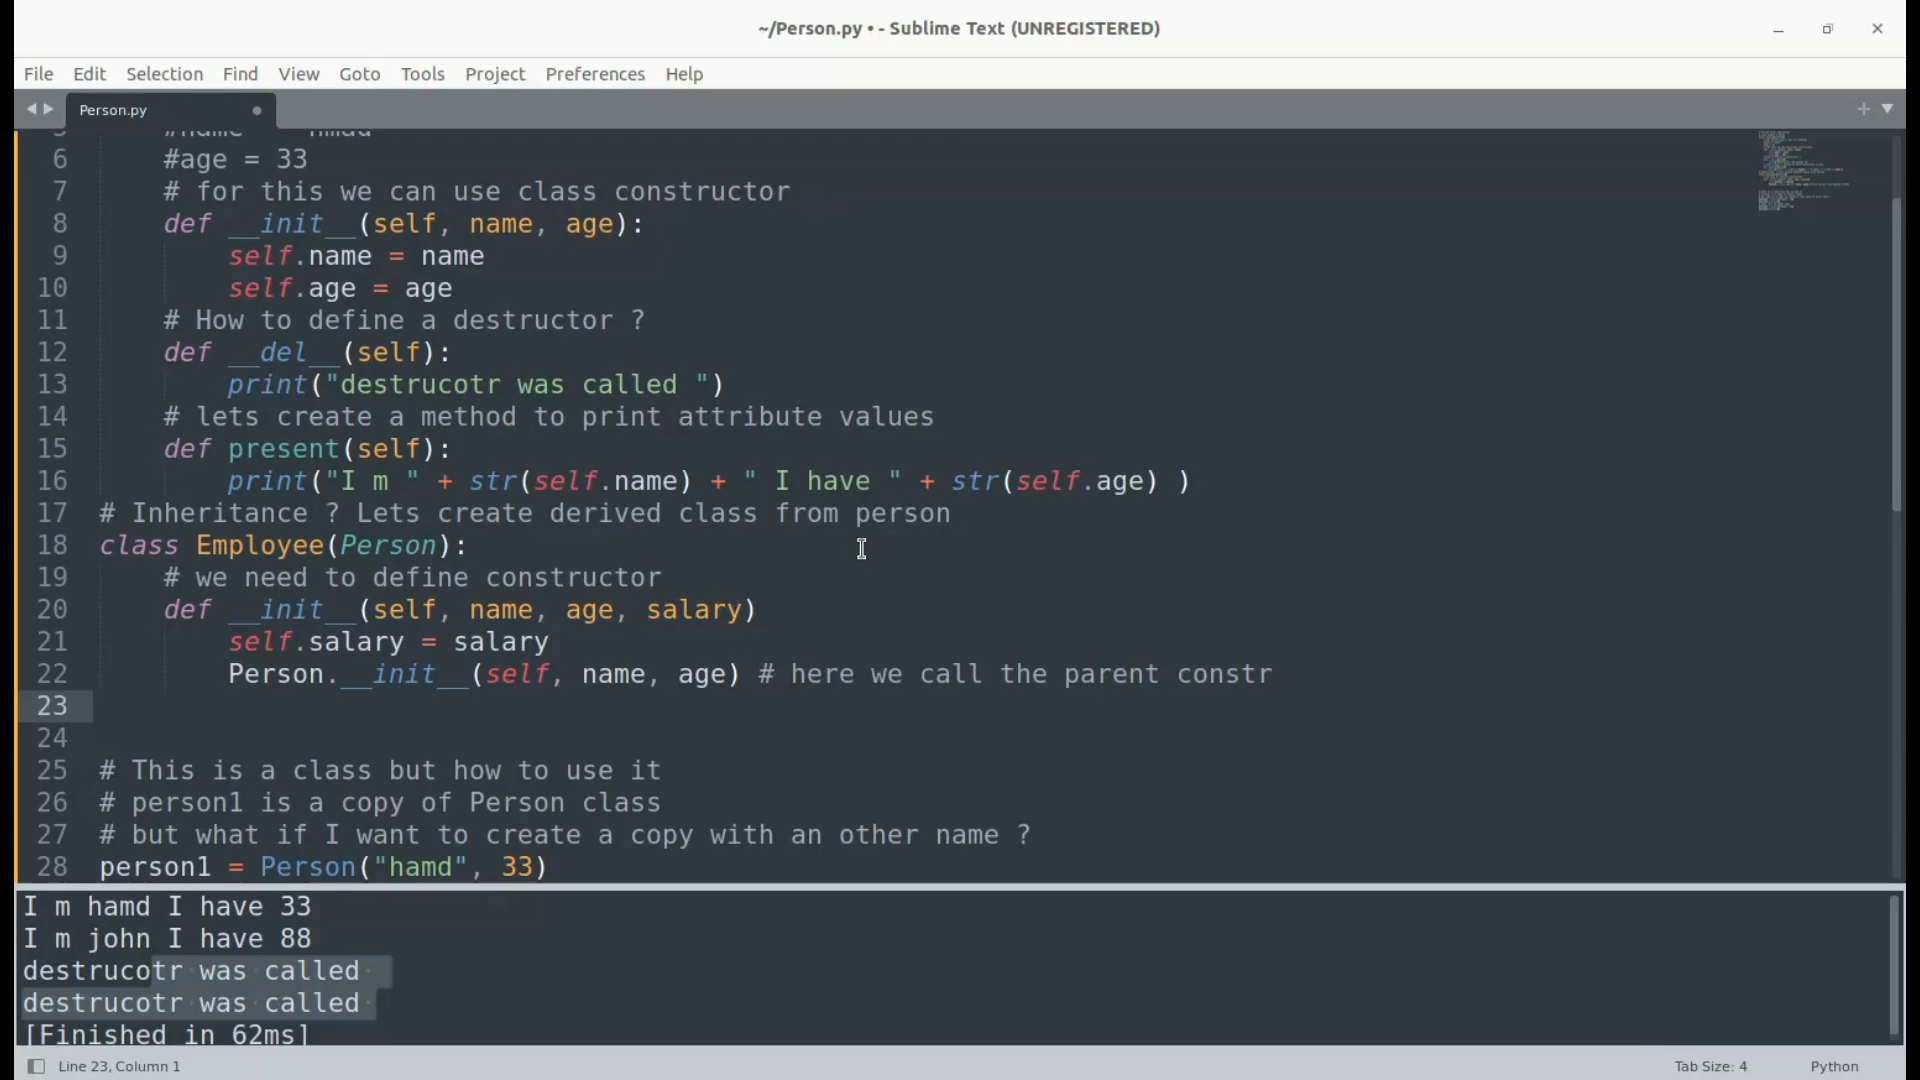 ~/Person.py • - Sublime Text (UNREGISTERED)
File Edit Selection Find View Goto Tools Project Preferences Help
Person.py
6 #age = 33
7 # for this we can use class constructor
8 def __init__(self, name, age):
9 self.name = name
10 self.age = age
11 # How to define a destructor ?
12 def __del__(self):
13 print("destrucotr was called ")
14 # lets create a method to print attribute values
15 def present(self):
16 print("I m " + str(self.name) + " I have " + str(self.age) )
17 # Inheritance ? Lets create derived class from person
18 class Employee(Person):
19 # we need to define constructor
20 def __init__(self, name, age, salary)
21 self.salary = salary
22 Person.__init__(self, name, age) # here we call the parent constr
23
24
25 # This is a class but how to use it
26 # person1 is a copy of Person class
27 # but what if I want to create a copy with an other name ?
28 person1 = Person("hamd", 33)
I m hamd I have 33
I m john I have 88
destrucotr was called
destrucotr was called
[Finished in 62ms]
Line 23, Column 1 Tab Size: 4 Python